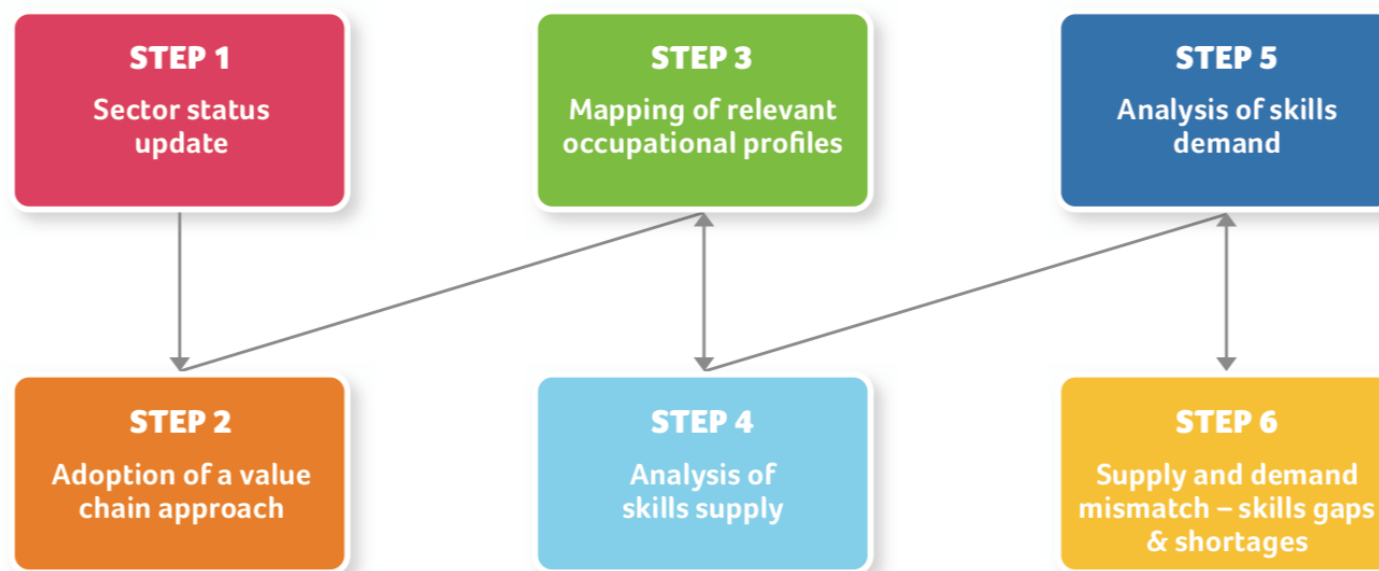 STEP 1
Sector status
update
STEP 2
Adoption of a value
chain approach
STEP 3
Mapping of relevant
occupational profiles
STEP 4
Analysis of
skills supply
STEP 5
Analysis of skills
demand
STEP 6
Supply and demand
mismatch – skills gaps
& shortages